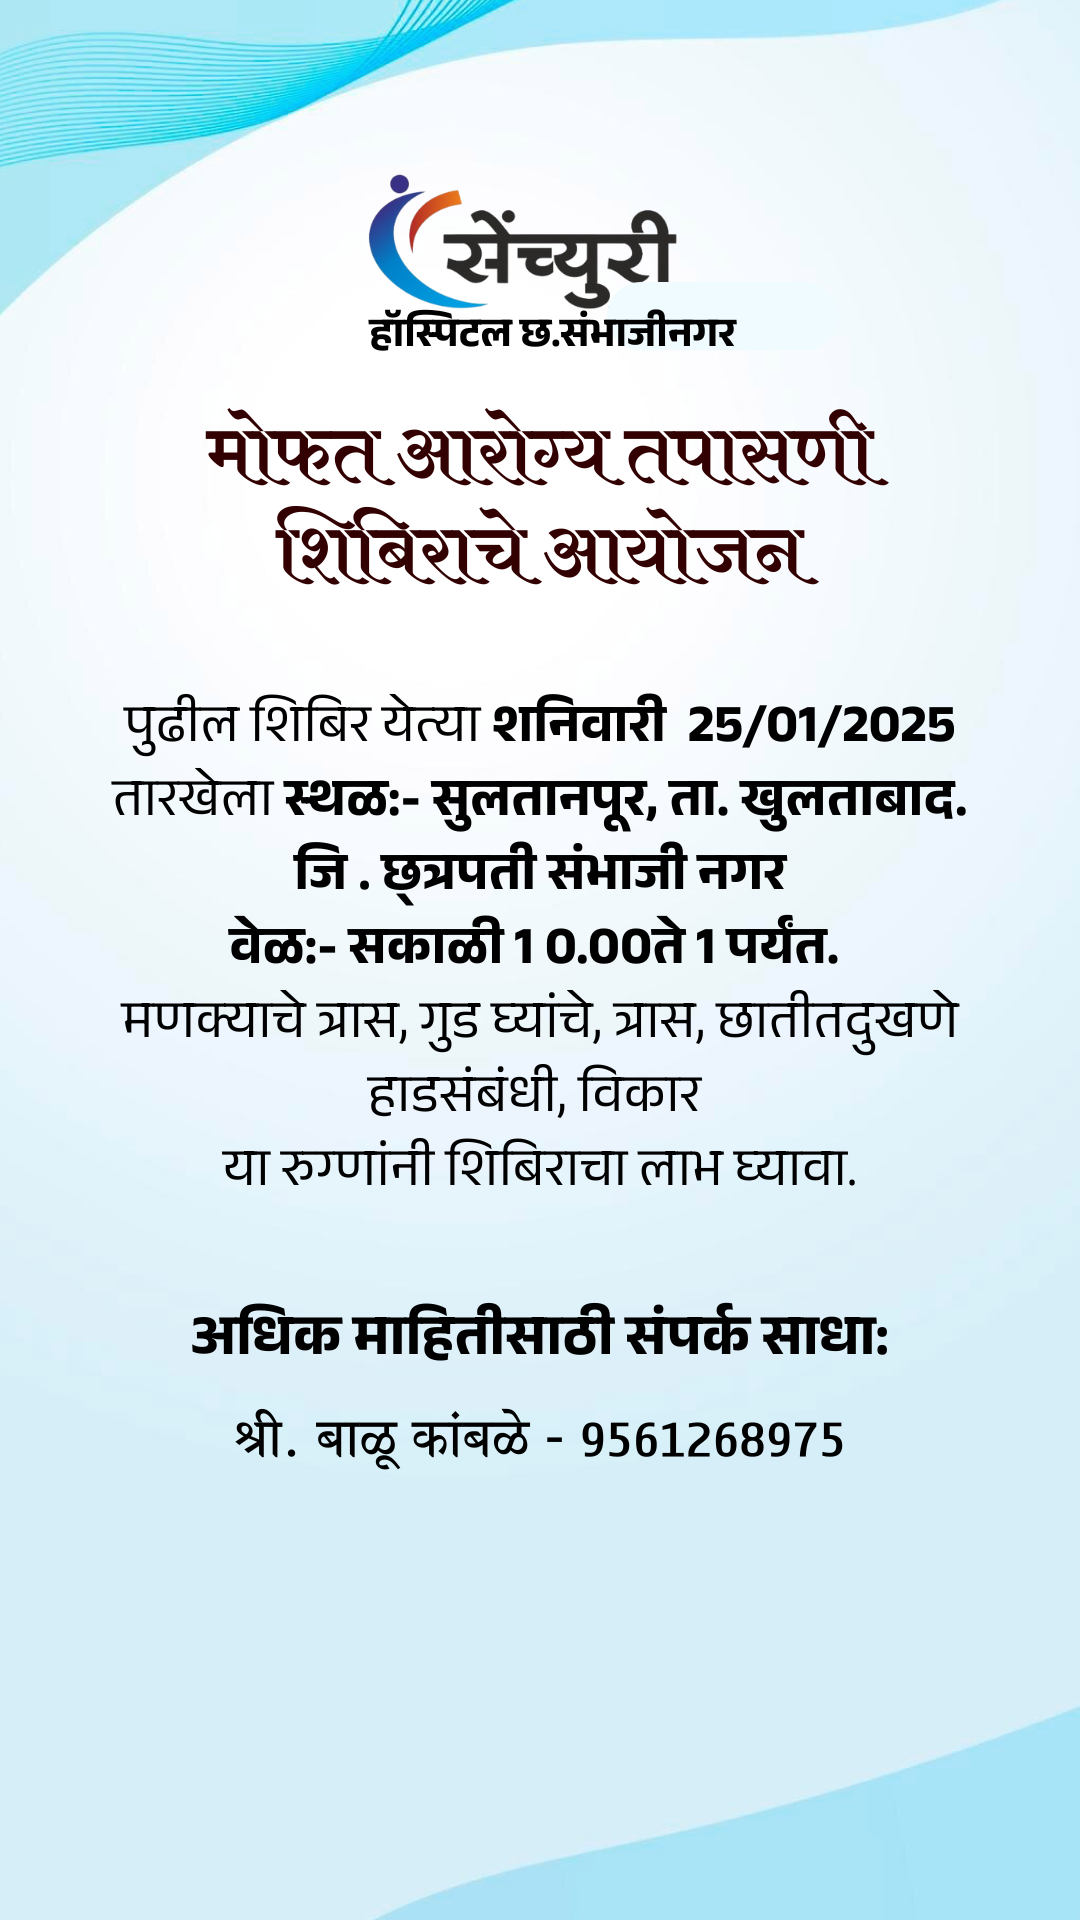 सेंच्युरी
हॉस्पिटल छ.संभाजीनगर
मोफत आरोग्य तपासणी
शिबिराचे आयोजन
पुढील शिबिर येत्या शनिवारी 25/01/2025
तारखेला स्थळ:- सुलतानपूर, ता. खुलताबाद.
जि . छ्त्रपती संभाजी नगर
वेळ:- सकाळी 1 0.00ते 1 पर्यंत.
मणक्याचे त्रास, गुड घ्यांचे, त्रास, छातीतदुखणे
हाडसंबंधी, विकार
या रुग्णांनी शिबिराचा लाभ घ्यावा.
अधिक माहितीसाठी संपर्क साधा:
श्री. बाळू कांबळे - 9561268975